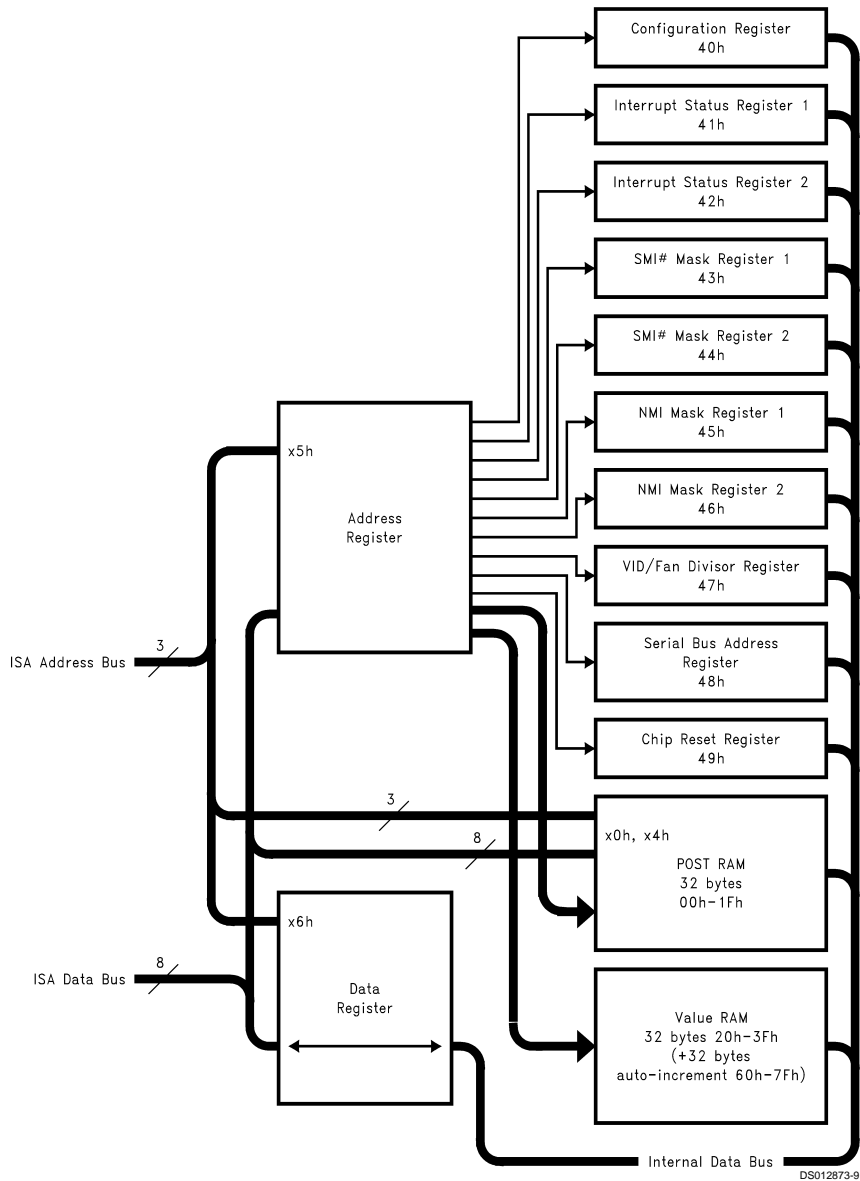 Configuration Register
40h
Interrupt Status Register 1
41h
Interrupt Status Register 2
42h
SMI# Mask Register 1
43h
SMI# Mask Register 2
44h
NMI Mask Register 1
45h
NMI Mask Register 2
46h
VID/Fan Divisor Register
47h
Serial Bus Address
Register
48h
Chip Reset Register
49h
x5h
Address
Register
3
ISA Address Bus
3
8
x0h, x4h
POST RAM
32 bytes
00h-1Fh
x6h
8
ISA Data Bus
Data
Register
Value RAM
32 bytes 20h-3Fh
(+32 bytes
auto-increment 60h-7Fh)
Internal Data Bus
DS012873-9